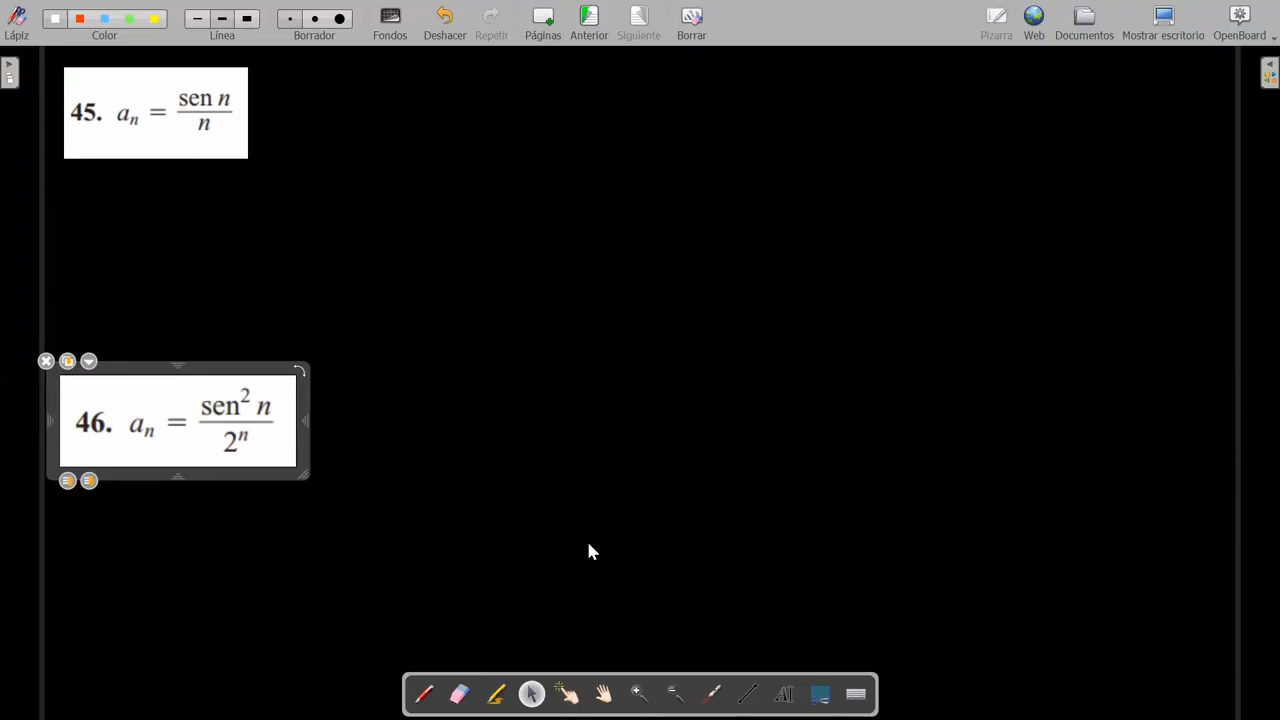 Lápiz Color Línea Borrador Fondos Deshacer Repetir Páginas Anterior Siguiente Borrar Pizarra Web Documentos Mostrar escritorio OpenBoard
45. aₙ = sen n / n
46. aₙ = sen² n / 2ⁿ
AI